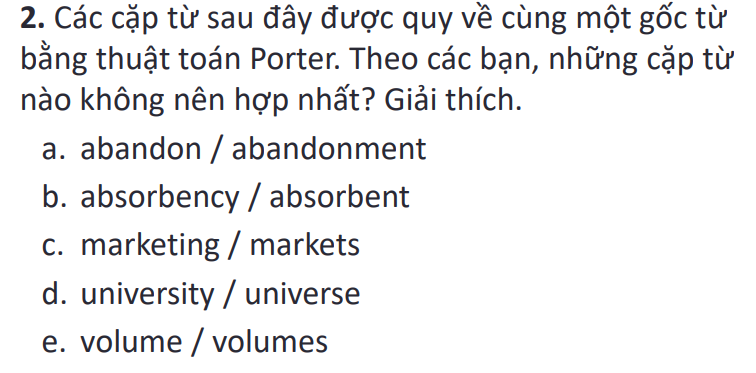 2. Các cặp từ sau đây được quy về cùng một gốc từ
bằng thuật toán Porter. Theo các bạn, những cặp từ
nào không nên hợp nhất? Giải thích.
a. abandon / abandonment
b. absorbency / absorbent
c. marketing / markets
d. university / universe
e. volume / volumes